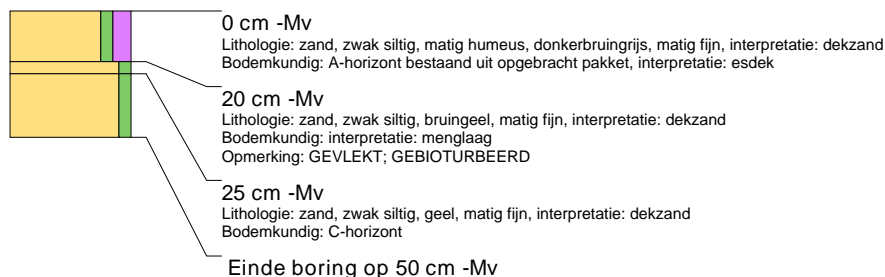 0 cm -Mv
Lithologie: zand, zwak siltig, matig humeus, donkerbruingrijs, matig fijn, interpretatie: dekzand
Bodemkundig: A-horizont bestaand uit opgebracht pakket, interpretatie: esdek
20 cm -Mv
Lithologie: zand, zwak siltig, bruingeel, matig fijn, interpretatie: dekzand
Bodemkundig: interpretatie: menglaag
Opmerking: GEVLEKT; GEBIOTURBEERD
25 cm -Mv
Lithologie: zand, zwak siltig, geel, matig fijn, interpretatie: dekzand
Bodemkundig: C-horizont
Einde boring op 50 cm -Mv